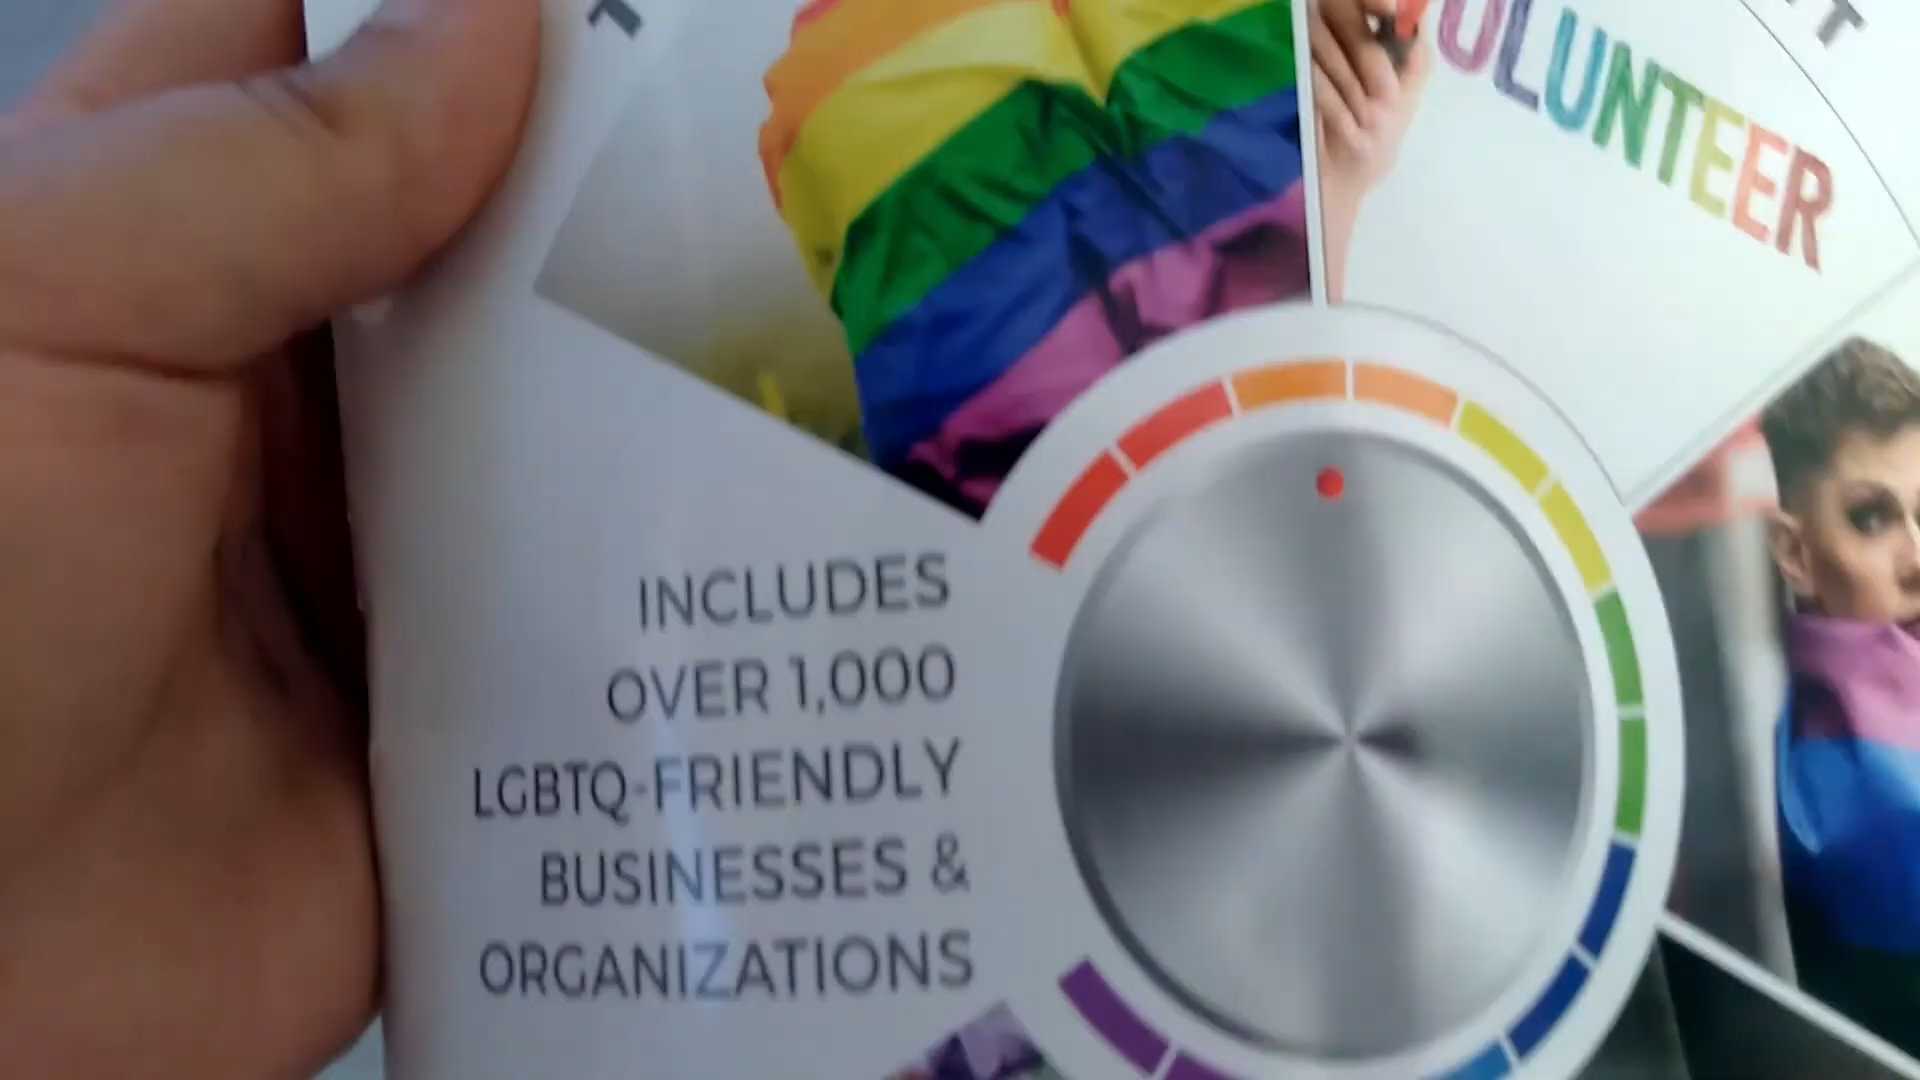 VOLUNTEER
INCLUDES
OVER 1,000
LGBTQ-FRIENDLY
BUSINESSES &
ORGANIZATIONS